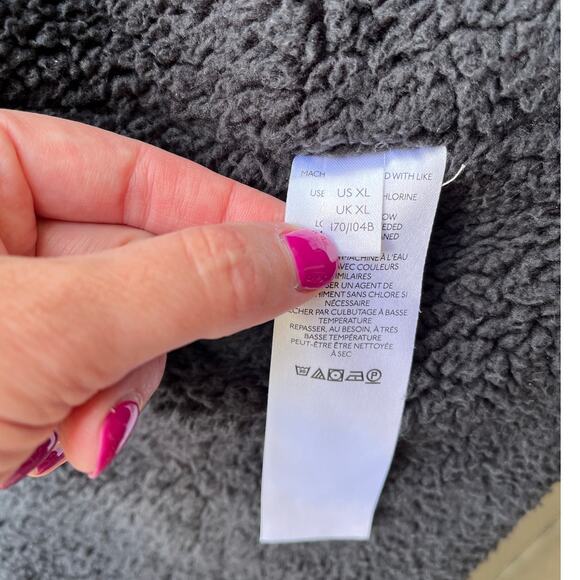 MACH D WITH LIKE
USE US XL HLORINE
UK XL
170/104B OW
EDED
NED
MACHINE À L'EAU
AVEC COULEURS
SIMILAIRES
SER UN AGENT DE
HIMENT SANS CHLORE SI
NÉCESSAIRE
CHER PAR CULBUTAGE À BASSE
TEMPÉRATURE
REPASSER, AU BESOIN, À TRÈS
BASSE TEMPÉRATURE
PEUT-ÊTRE ÊTRE NETTOYÉE
À SEC
P